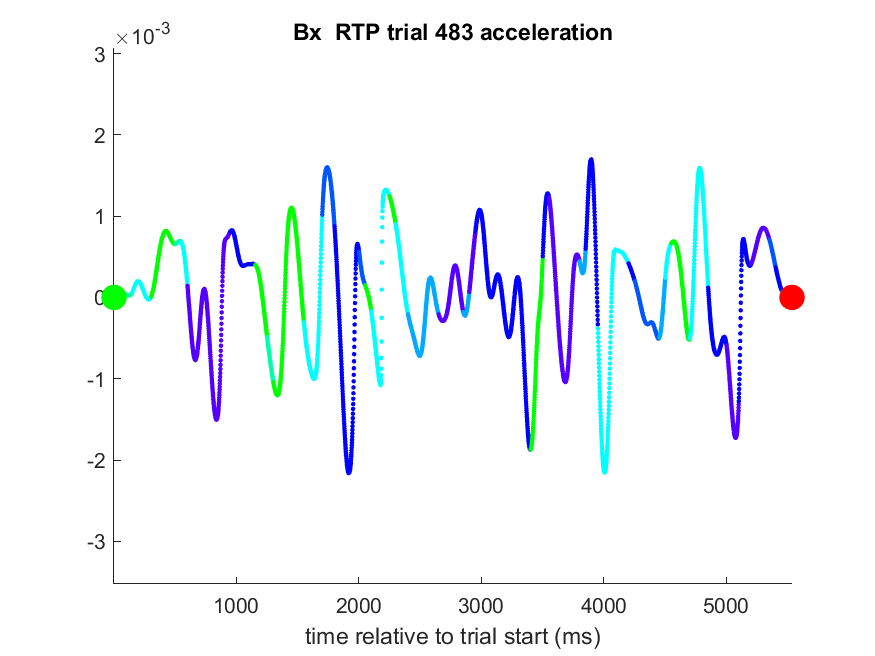 Bx  RTP trial 483 acceleration
×10-3
3
2
1
0
-1
-2
-3
1000 2000 3000 4000 5000
time relative to trial start (ms)